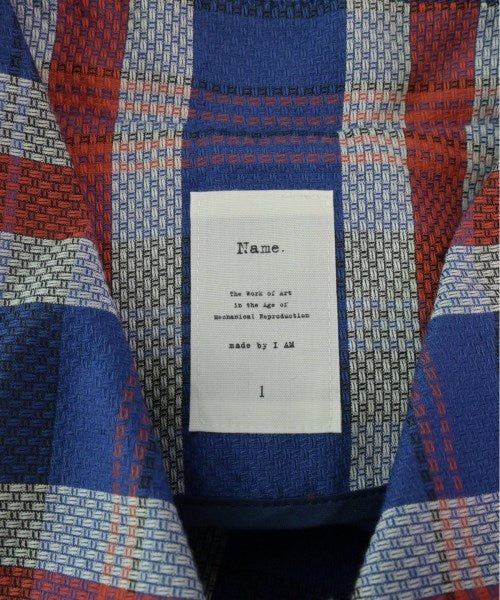 Name.
The Work of Art
in the Age of
Mechanical Reproduction
made by I AM
1